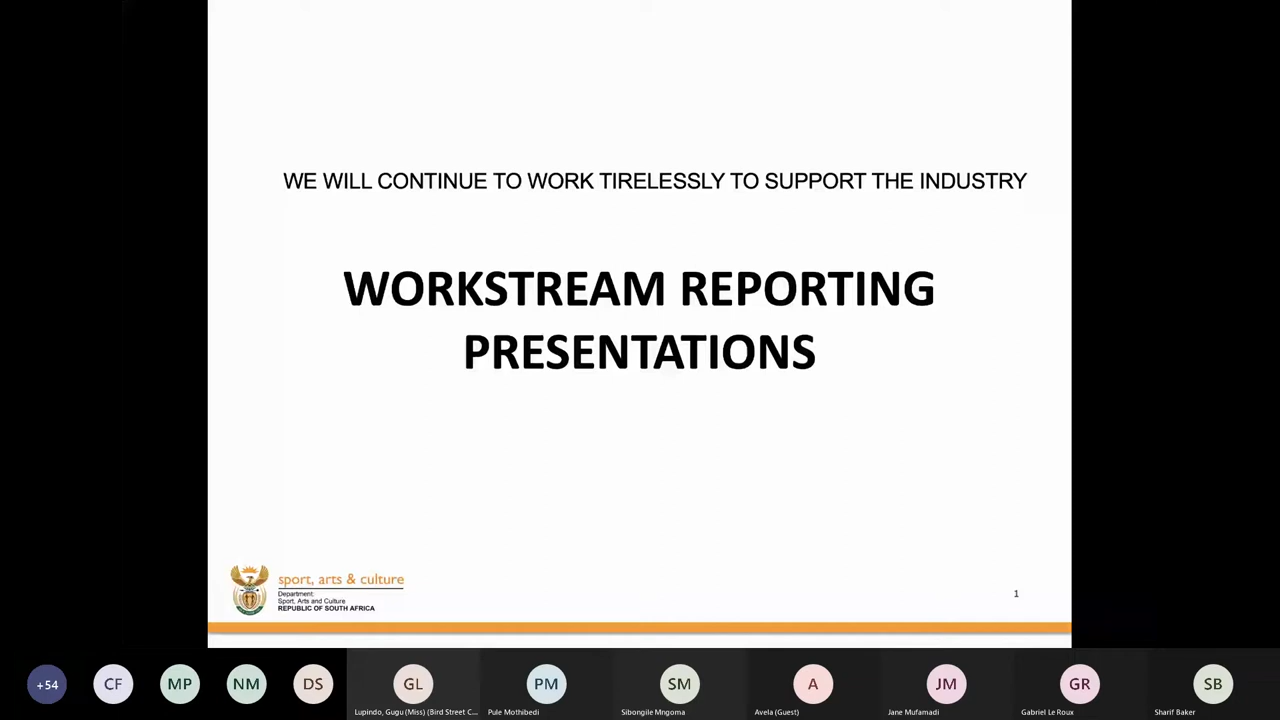 WE WILL CONTINUE TO WORK TIRELESSLY TO SUPPORT THE INDUSTRY
WORKSTREAM REPORTING
PRESENTATIONS
sport, arts & culture
Department:
Sport, Arts and Culture
REPUBLIC OF SOUTH AFRICA
1
+54
CF
MP
NM
DS
GL
PM
SM
A
JM
GR
SB
Lupindo, Gugu (Miss) (Bird Street C...
Pule Mothibedi
Sibongile Mngoma
Avela (Guest)
Jane Mufamadi
Gabriel Le Roux
Sharif Baker